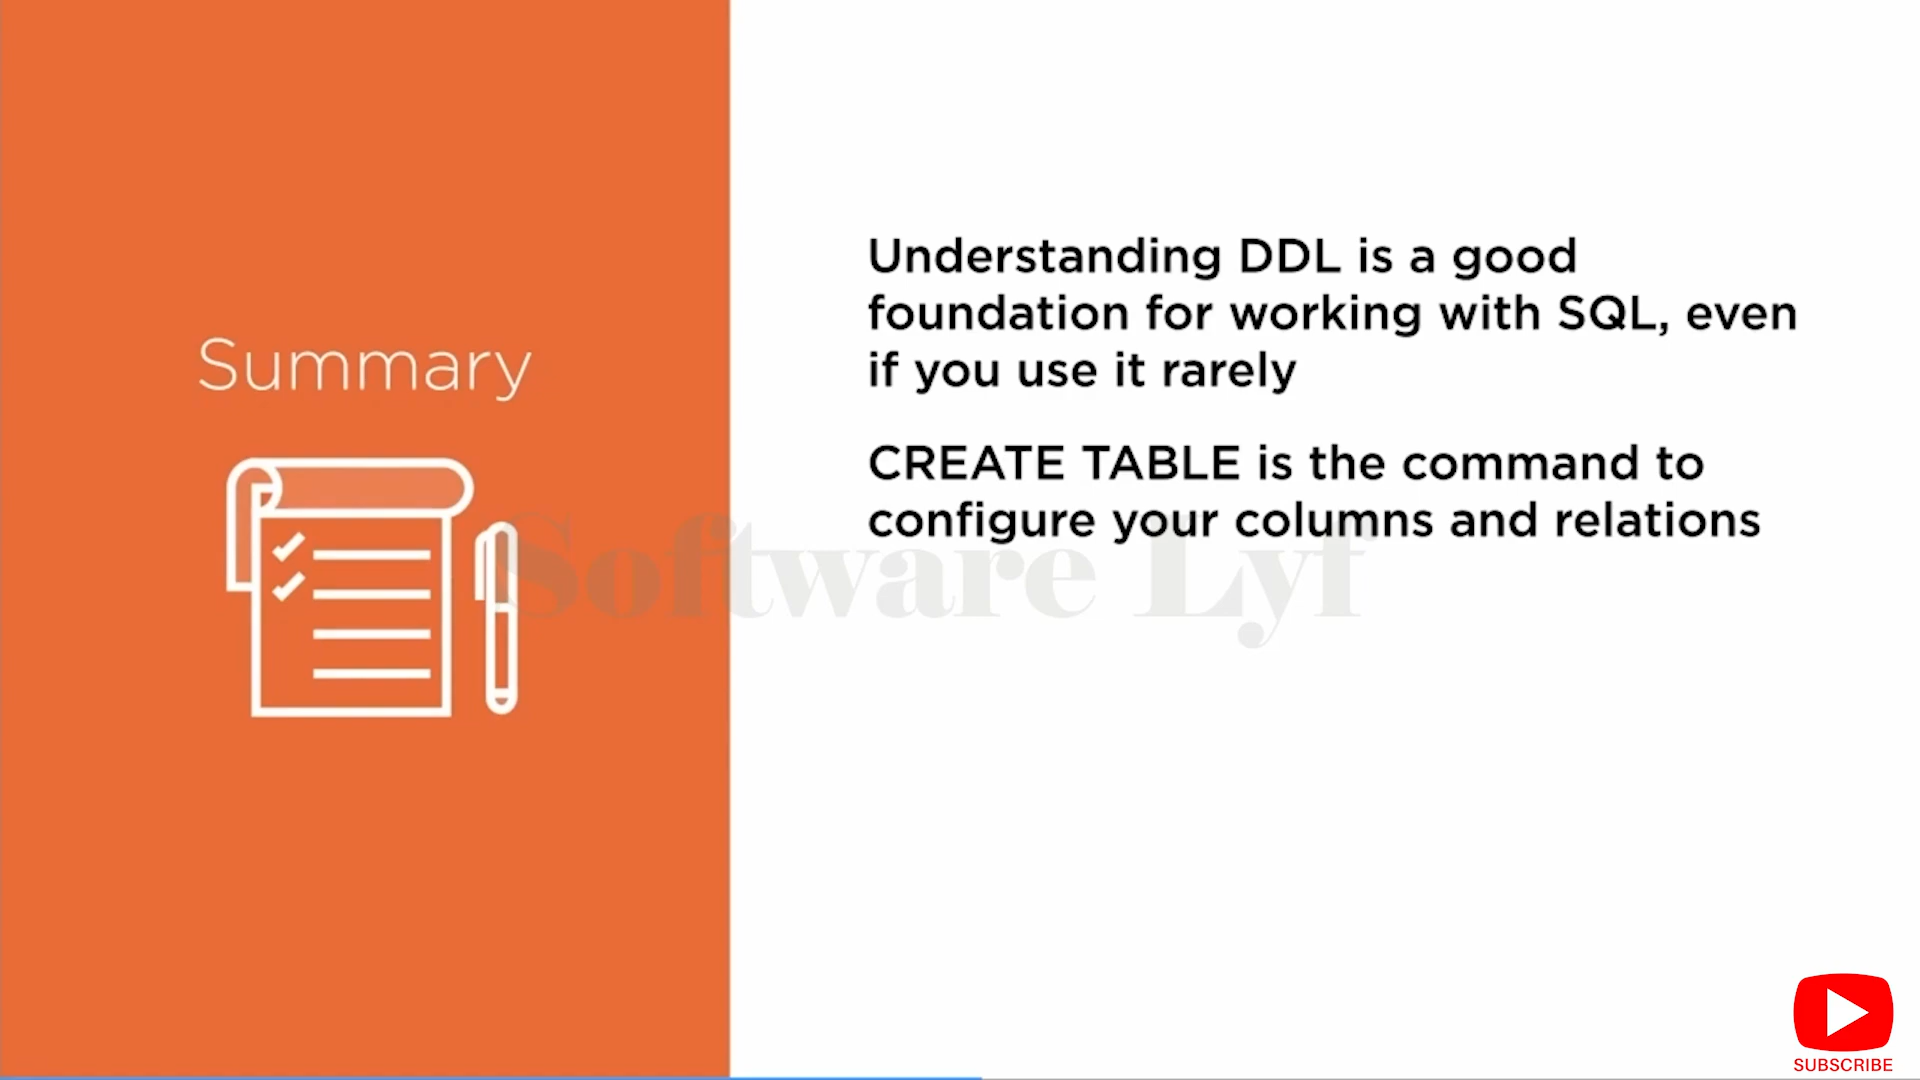 Summary
Understanding DDL is a good
foundation for working with SQL, even
if you use it rarely
CREATE TABLE is the command to
configure your columns and relations
Software Lyf
SUBSCRIBE